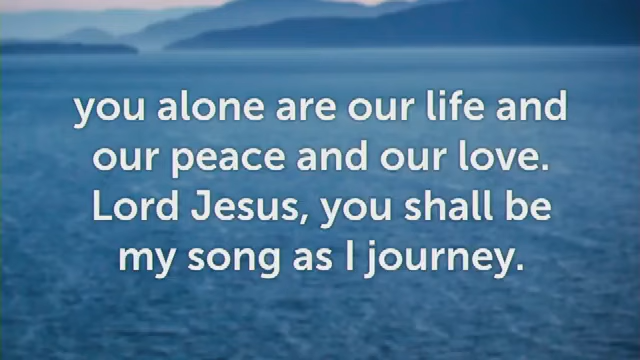 you alone are our life and
our peace and our love.
Lord Jesus, you shall be
my song as I journey.